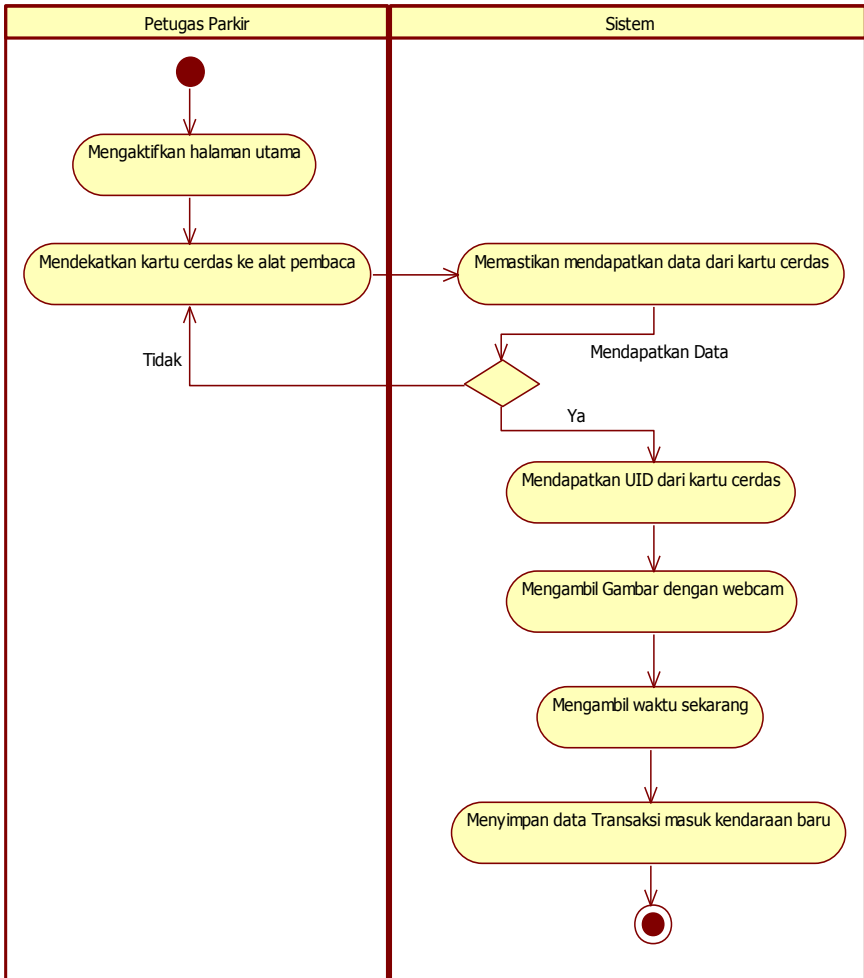 Petugas Parkir
Sistem
Mengaktifkan halaman utama
Mendekatkan kartu cerdas ke alat pembaca
Memastikan mendapatkan data dari kartu cerdas
Mendapatkan Data
Tidak
Ya
Mendapatkan UID dari kartu cerdas
Mengambil Gambar dengan webcam
Mengambil waktu sekarang
Menyimpan data Transaksi masuk kendaraan baru